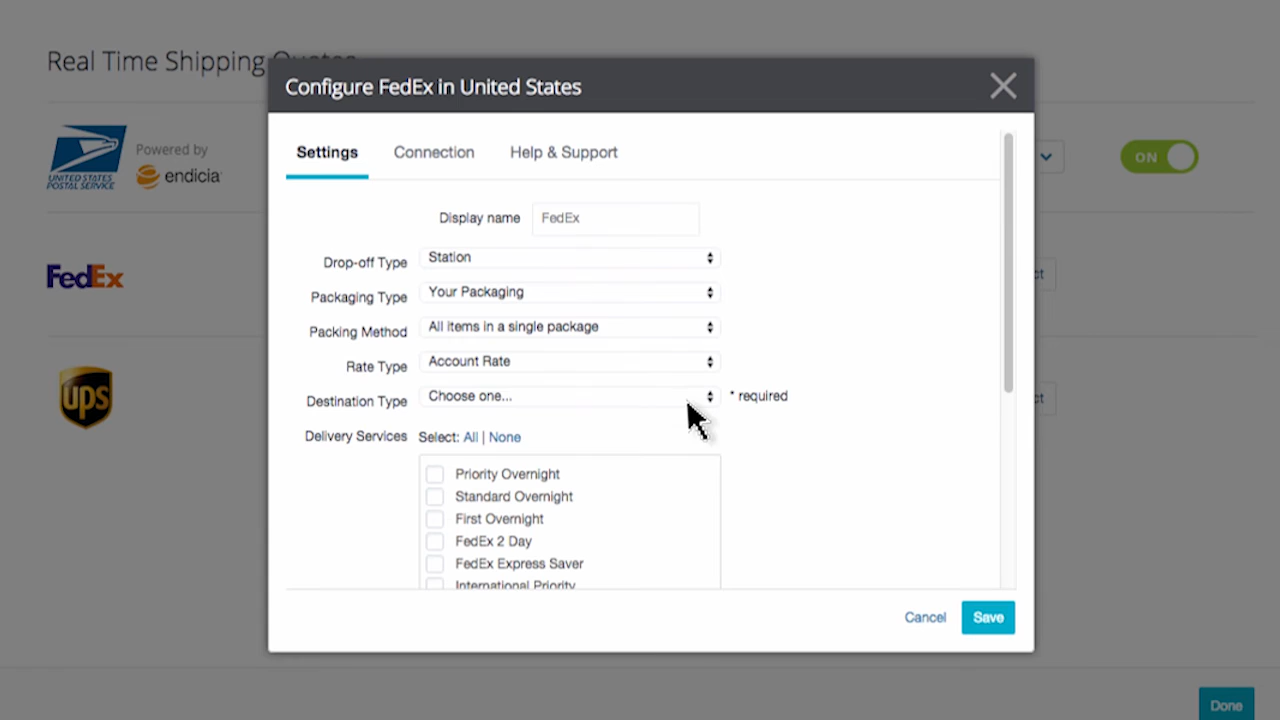 Real Time Shipping
Configure FedEx in United States
UNITED STATES
POSTAL SERVICE
Powered by
endicia
ON
Settings
Connection
Help & Support
Display name
FedEx
Drop-off Type
Station
FedEx
Packaging Type
Your Packaging
Packing Method
All items in a single package
Rate Type
Account Rate
ups
Destination Type
Choose one...
* required
Delivery Services
Select: All | None
Priority Overnight
Standard Overnight
First Overnight
FedEx 2 Day
FedEx Express Saver
International Priority
Cancel
Save
Done